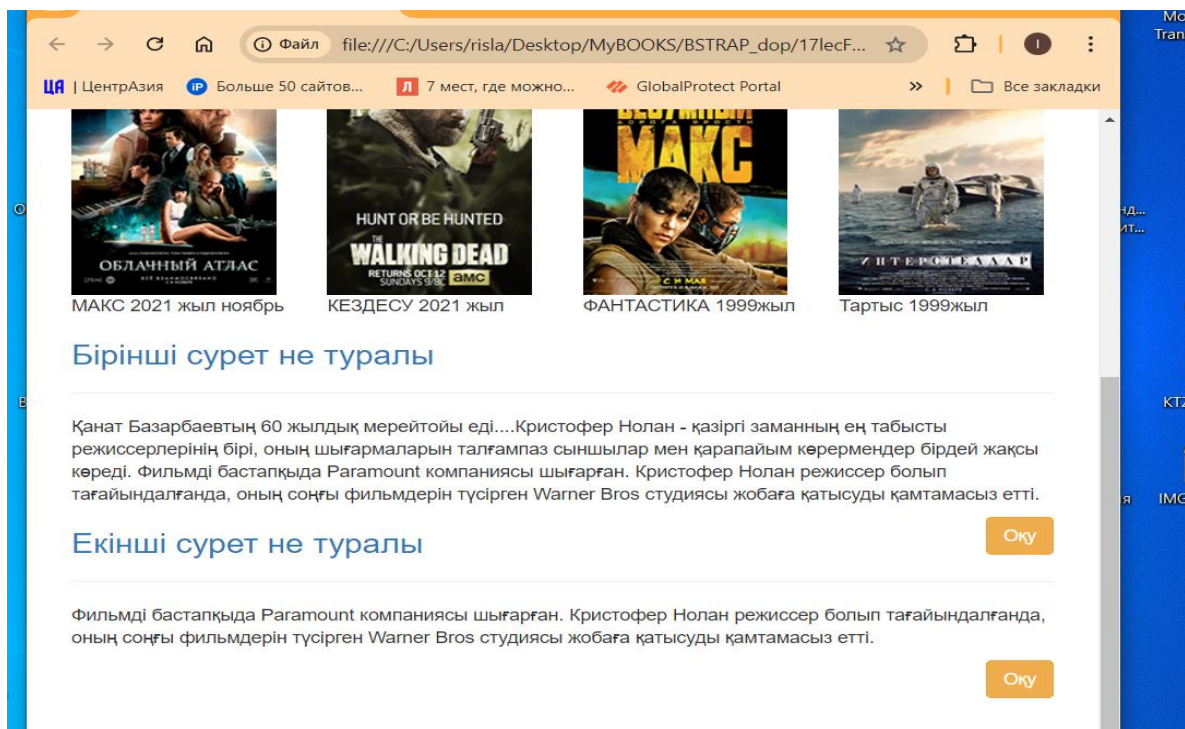 Mo
Tran
Файл file:///C:/Users/risla/Desktop/MyBOOKS/BSTRAP_dop/17lecF... I
ЦА | ЦентрАзия iP Больше 50 сайтов... Л 7 мест, где можно... GlobalProtect Portal » Все закладки
МАКС
HUNT OR BE HUNTED
THE WALKING DEAD
RETURNS OCT 12
SUNDAYS 9/8C amc
ОБЛАЧНЫЙ АТЛАС
С И МАЯ
ИНТЕРСТЕЛЛАР
МАКС 2021 жыл ноябрь КЕЗДЕСУ 2021 жыл ФАНТАСТИКА 1999жыл Тартыс 1999жыл
Бірінші сурет не туралы
Қанат Базарбаевтың 60 жылдық мерейтойы еді....Кристофер Нолан - қазіргі заманның ең табысты
режиссерлерінің бірі, оның шығармаларын талғампаз сыншылар мен қарапайым көрермендер бірдей жақсы
көреді. Фильмді бастапқыда Paramount компаниясы шығарған. Кристофер Нолан режиссер болып
тағайындалғанда, оның соңғы фильмдерін түсірген Warner Bros студиясы жобаға қатысуды қамтамасыз етті.
Оқу
Екінші сурет не туралы
Фильмді бастапқыда Paramount компаниясы шығарған. Кристофер Нолан режиссер болып тағайындалғанда,
оның соңғы фильмдерін түсірген Warner Bros студиясы жобаға қатысуды қамтамасыз етті.
Оқу
KTZ
IMG